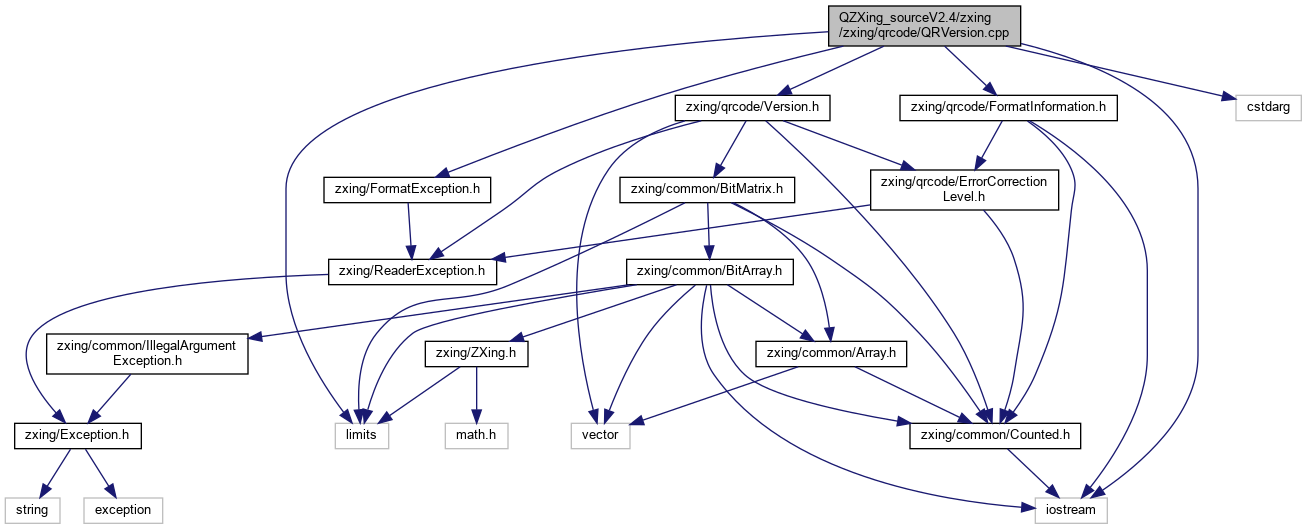 QZXing_sourceV2.4/zxing
/zxing/qrcode/QRVersion.cpp
zxing/qrcode/Version.h
zxing/qrcode/FormatInformation.h
cstdarg
zxing/FormatException.h
zxing/common/BitMatrix.h
zxing/qrcode/ErrorCorrection
Level.h
zxing/ReaderException.h
zxing/common/BitArray.h
zxing/common/IllegalArgument
Exception.h
zxing/ZXing.h
zxing/common/Array.h
zxing/Exception.h
limits
math.h
vector
zxing/common/Counted.h
string
exception
iostream